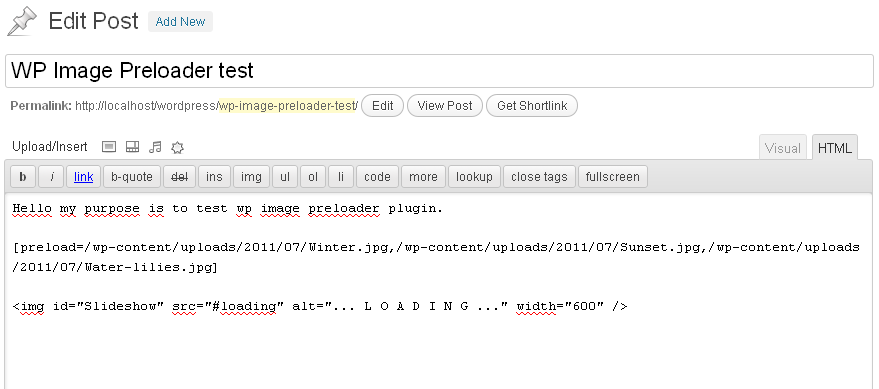 Edit Post Add New
WP Image Preloader test
Permalink: http://localhost/wordpress/wp-image-preloader-test/ Edit View Post Get Shortlink
Upload/Insert Visual HTML
b i link b-quote del ins img ul ol li code more lookup close tags fullscreen
Hello my purpose is to test wp image preloader plugin.
[preload=/wp-content/uploads/2011/07/Winter.jpg,/wp-content/uploads/2011/07/Sunset.jpg,/wp-content/uploads
/2011/07/Water-lilies.jpg]
<img id="Slideshow" src="#loading" alt="... L O A D I N G ..." width="600" />